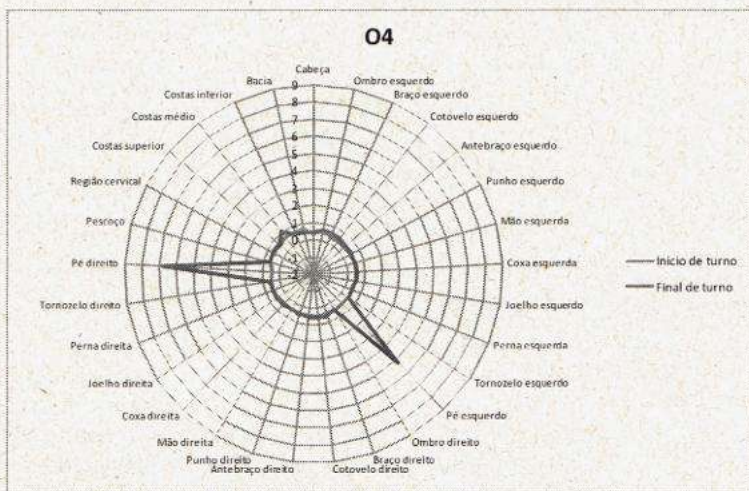 O4
Cabeça
Ombro esquerdo
Braço esquerdo
Cotovelo esquerdo
Antebraço esquerdo
Punho esquerdo
Mão esquerda
Coxa esquerda
Joelho esquerdo
Perna esquerda
Tornozelo esquerdo
Pé esquerdo
Ombro direito
Braço direito
Cotovelo direito
Antebraço direito
Punho direito
Mão direita
Coxa direita
Joelho direito
Perna direita
Tornozelo direito
Pé direito
Pescoço
Região cervical
Costas superior
Costas médio
Costas inferior
Bacia
9
8
7
6
5
4
3
2
1
0
-1
-2
Início de turno
Final de turno